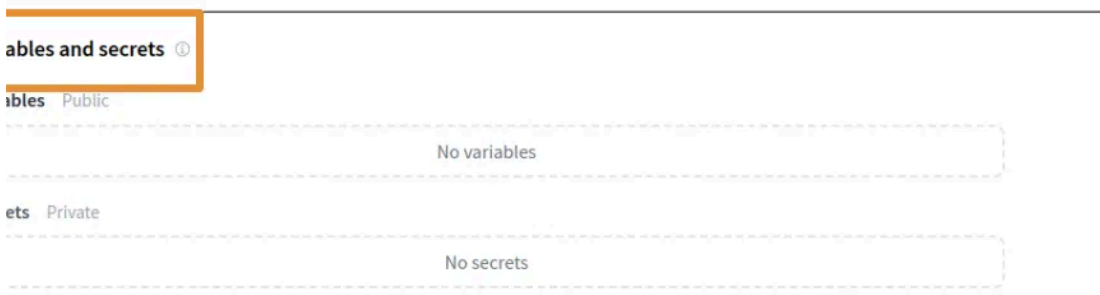 ables and secrets
ables Public
No variables
ets Private
No secrets